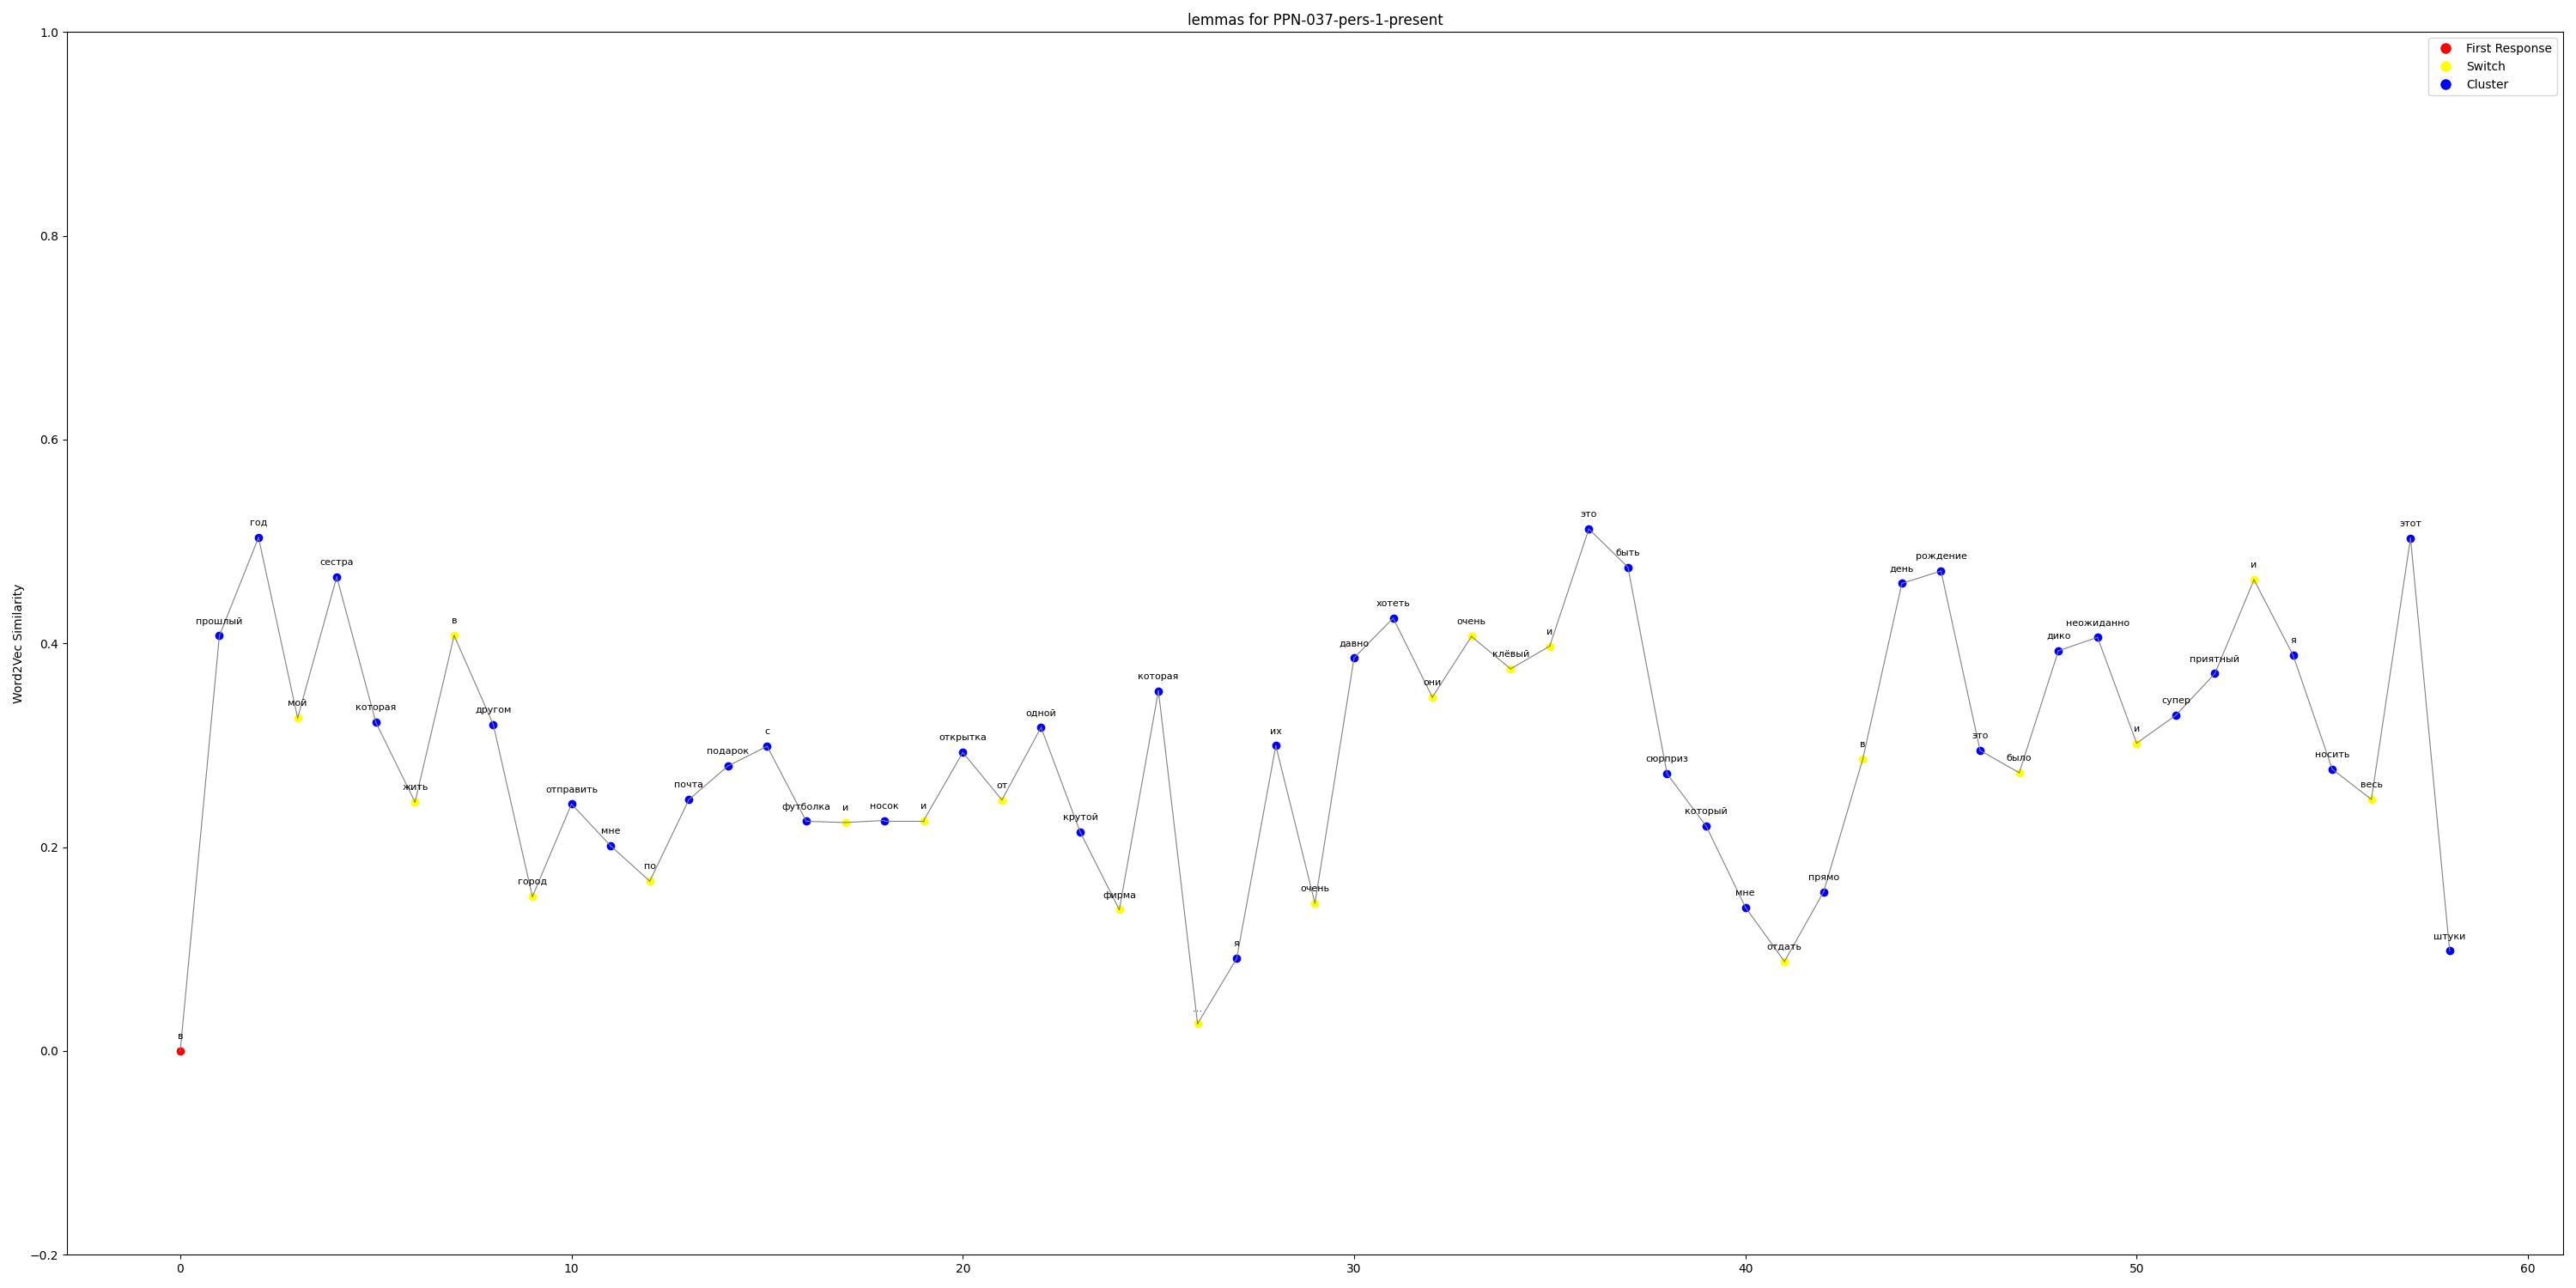 lemmas for PPN-037-pers-1-present
First Response
Switch
Cluster
Word2Vec Similarity
1.0
0.8
0.6
0.4
0.2
0.0
−0.2
0
10
20
30
40
50
60
в
прошлый
год
мой
сестра
которая
жить
в
другом
город
отправить
мне
по
почта
подарок
с
футболка
и
носок
и
открытка
от
одной
крутой
фирма
которая
...
я
их
очень
давно
хотеть
они
очень
клёвый
и
это
быть
сюрприз
который
мне
отдать
прямо
в
день
рождение
это
было
дико
неожиданно
и
супер
приятный
и
я
носить
весь
этот
штуки